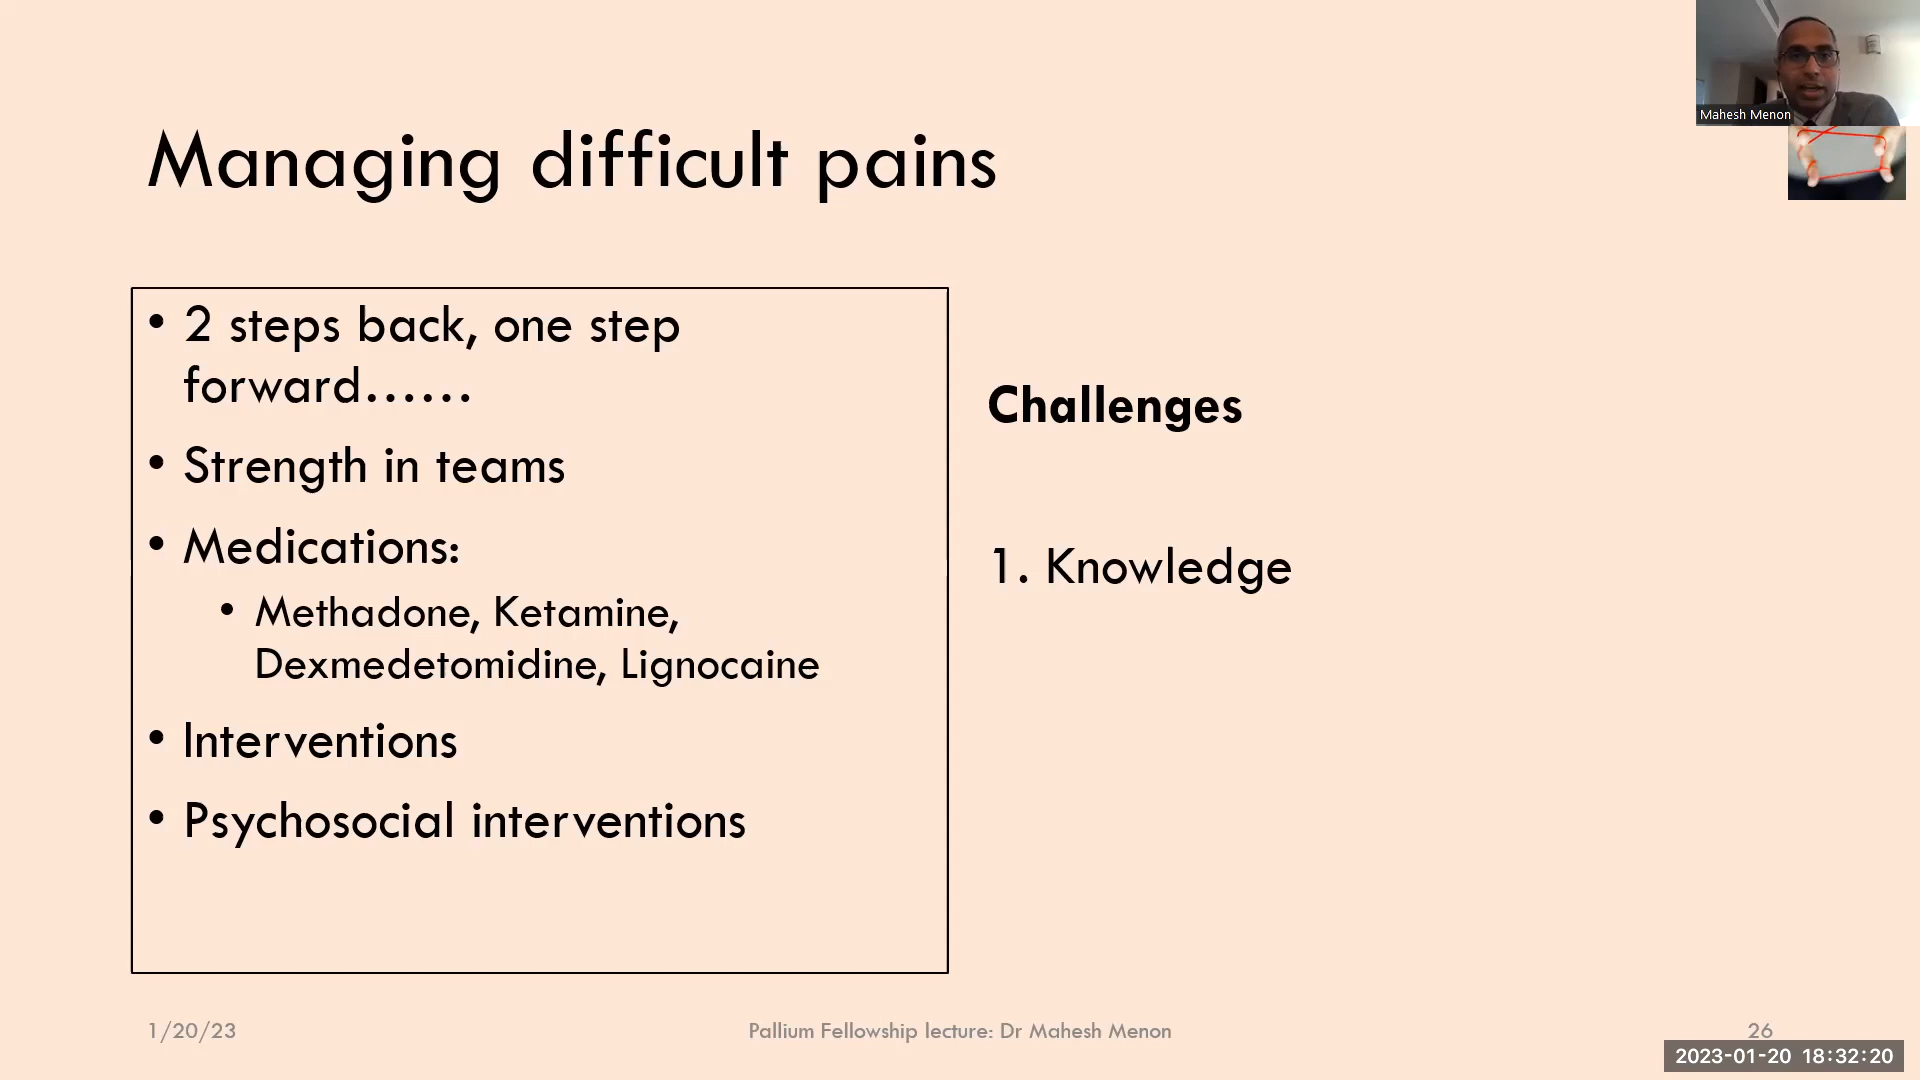 Mahesh Menon
Managing difficult pains
• 2 steps back, one step
forward......
• Strength in teams
• Medications:
• Methadone, Ketamine,
Dexmedetomidine, Lignocaine
• Interventions
• Psychosocial interventions
Challenges
1. Knowledge
1/20/23
Pallium Fellowship lecture: Dr Mahesh Menon
26
2023-01-20 18:32:20